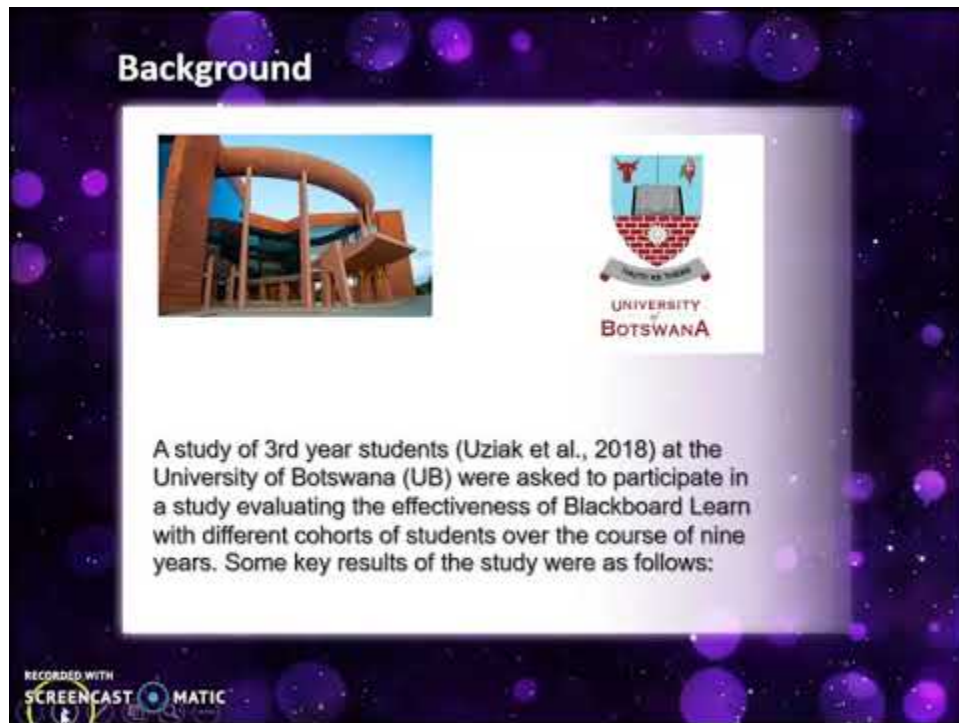 Background
UNIVERSITY
of
BOTSWANA
A study of 3rd year students (Uziak et al., 2018) at the
University of Botswana (UB) were asked to participate in
a study evaluating the effectiveness of Blackboard Learn
with different cohorts of students over the course of nine
years. Some key results of the study were as follows:
RECORDED WITH
SCREENCAST MATIC